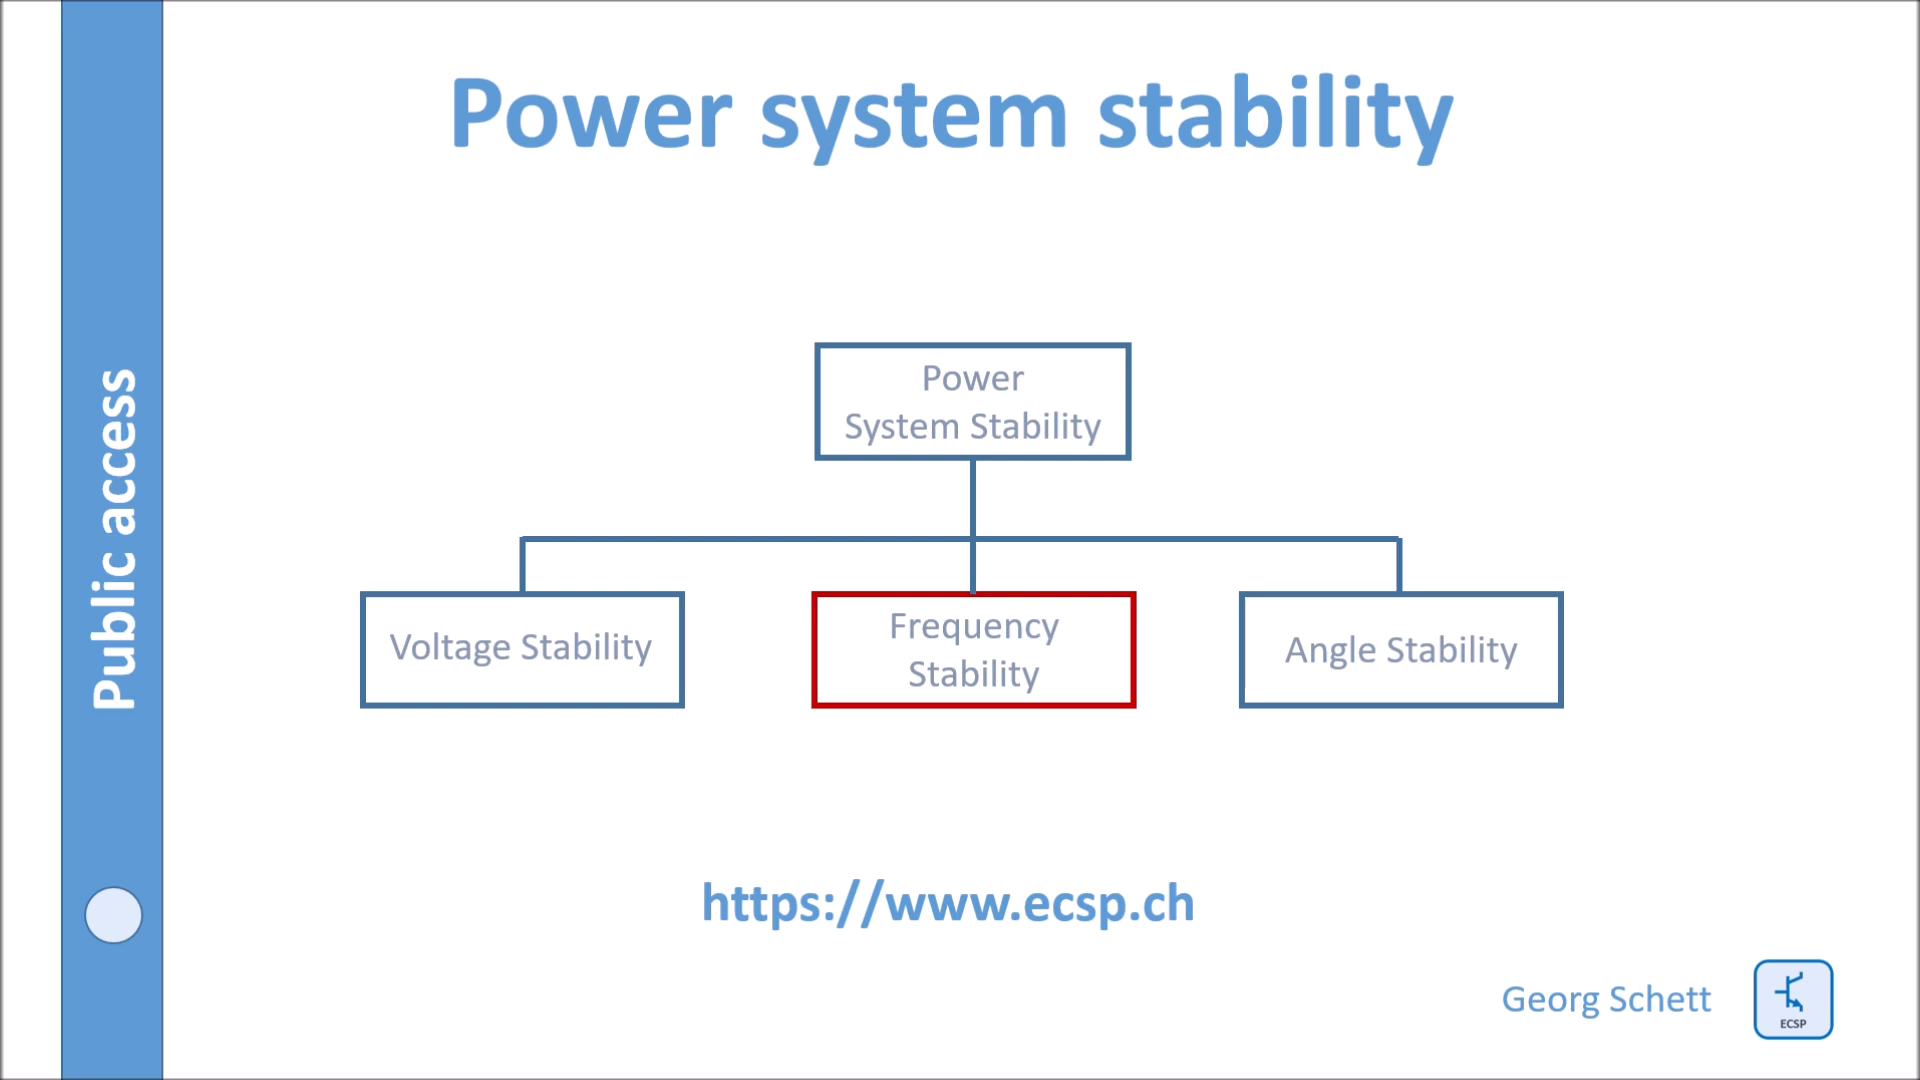 Power system stability
Public access
Power
System Stability
Voltage Stability
Frequency
Stability
Angle Stability
https://www.ecsp.ch
Georg Schett
ECSP